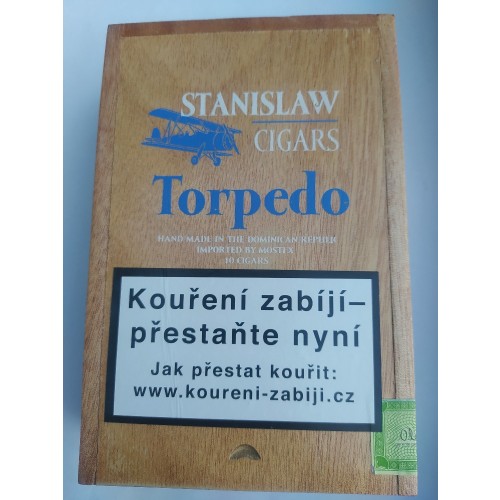 STANISLAW
CIGARS
Torpedo
HAND MADE IN THE DOMINICAN REPBLIC
IMPORTED BY MOSTEX
10 CIGARS
Kouření zabíjí–
přestaňte nyní
Jak přestat kouřit:
www.koureni-zabiji.cz